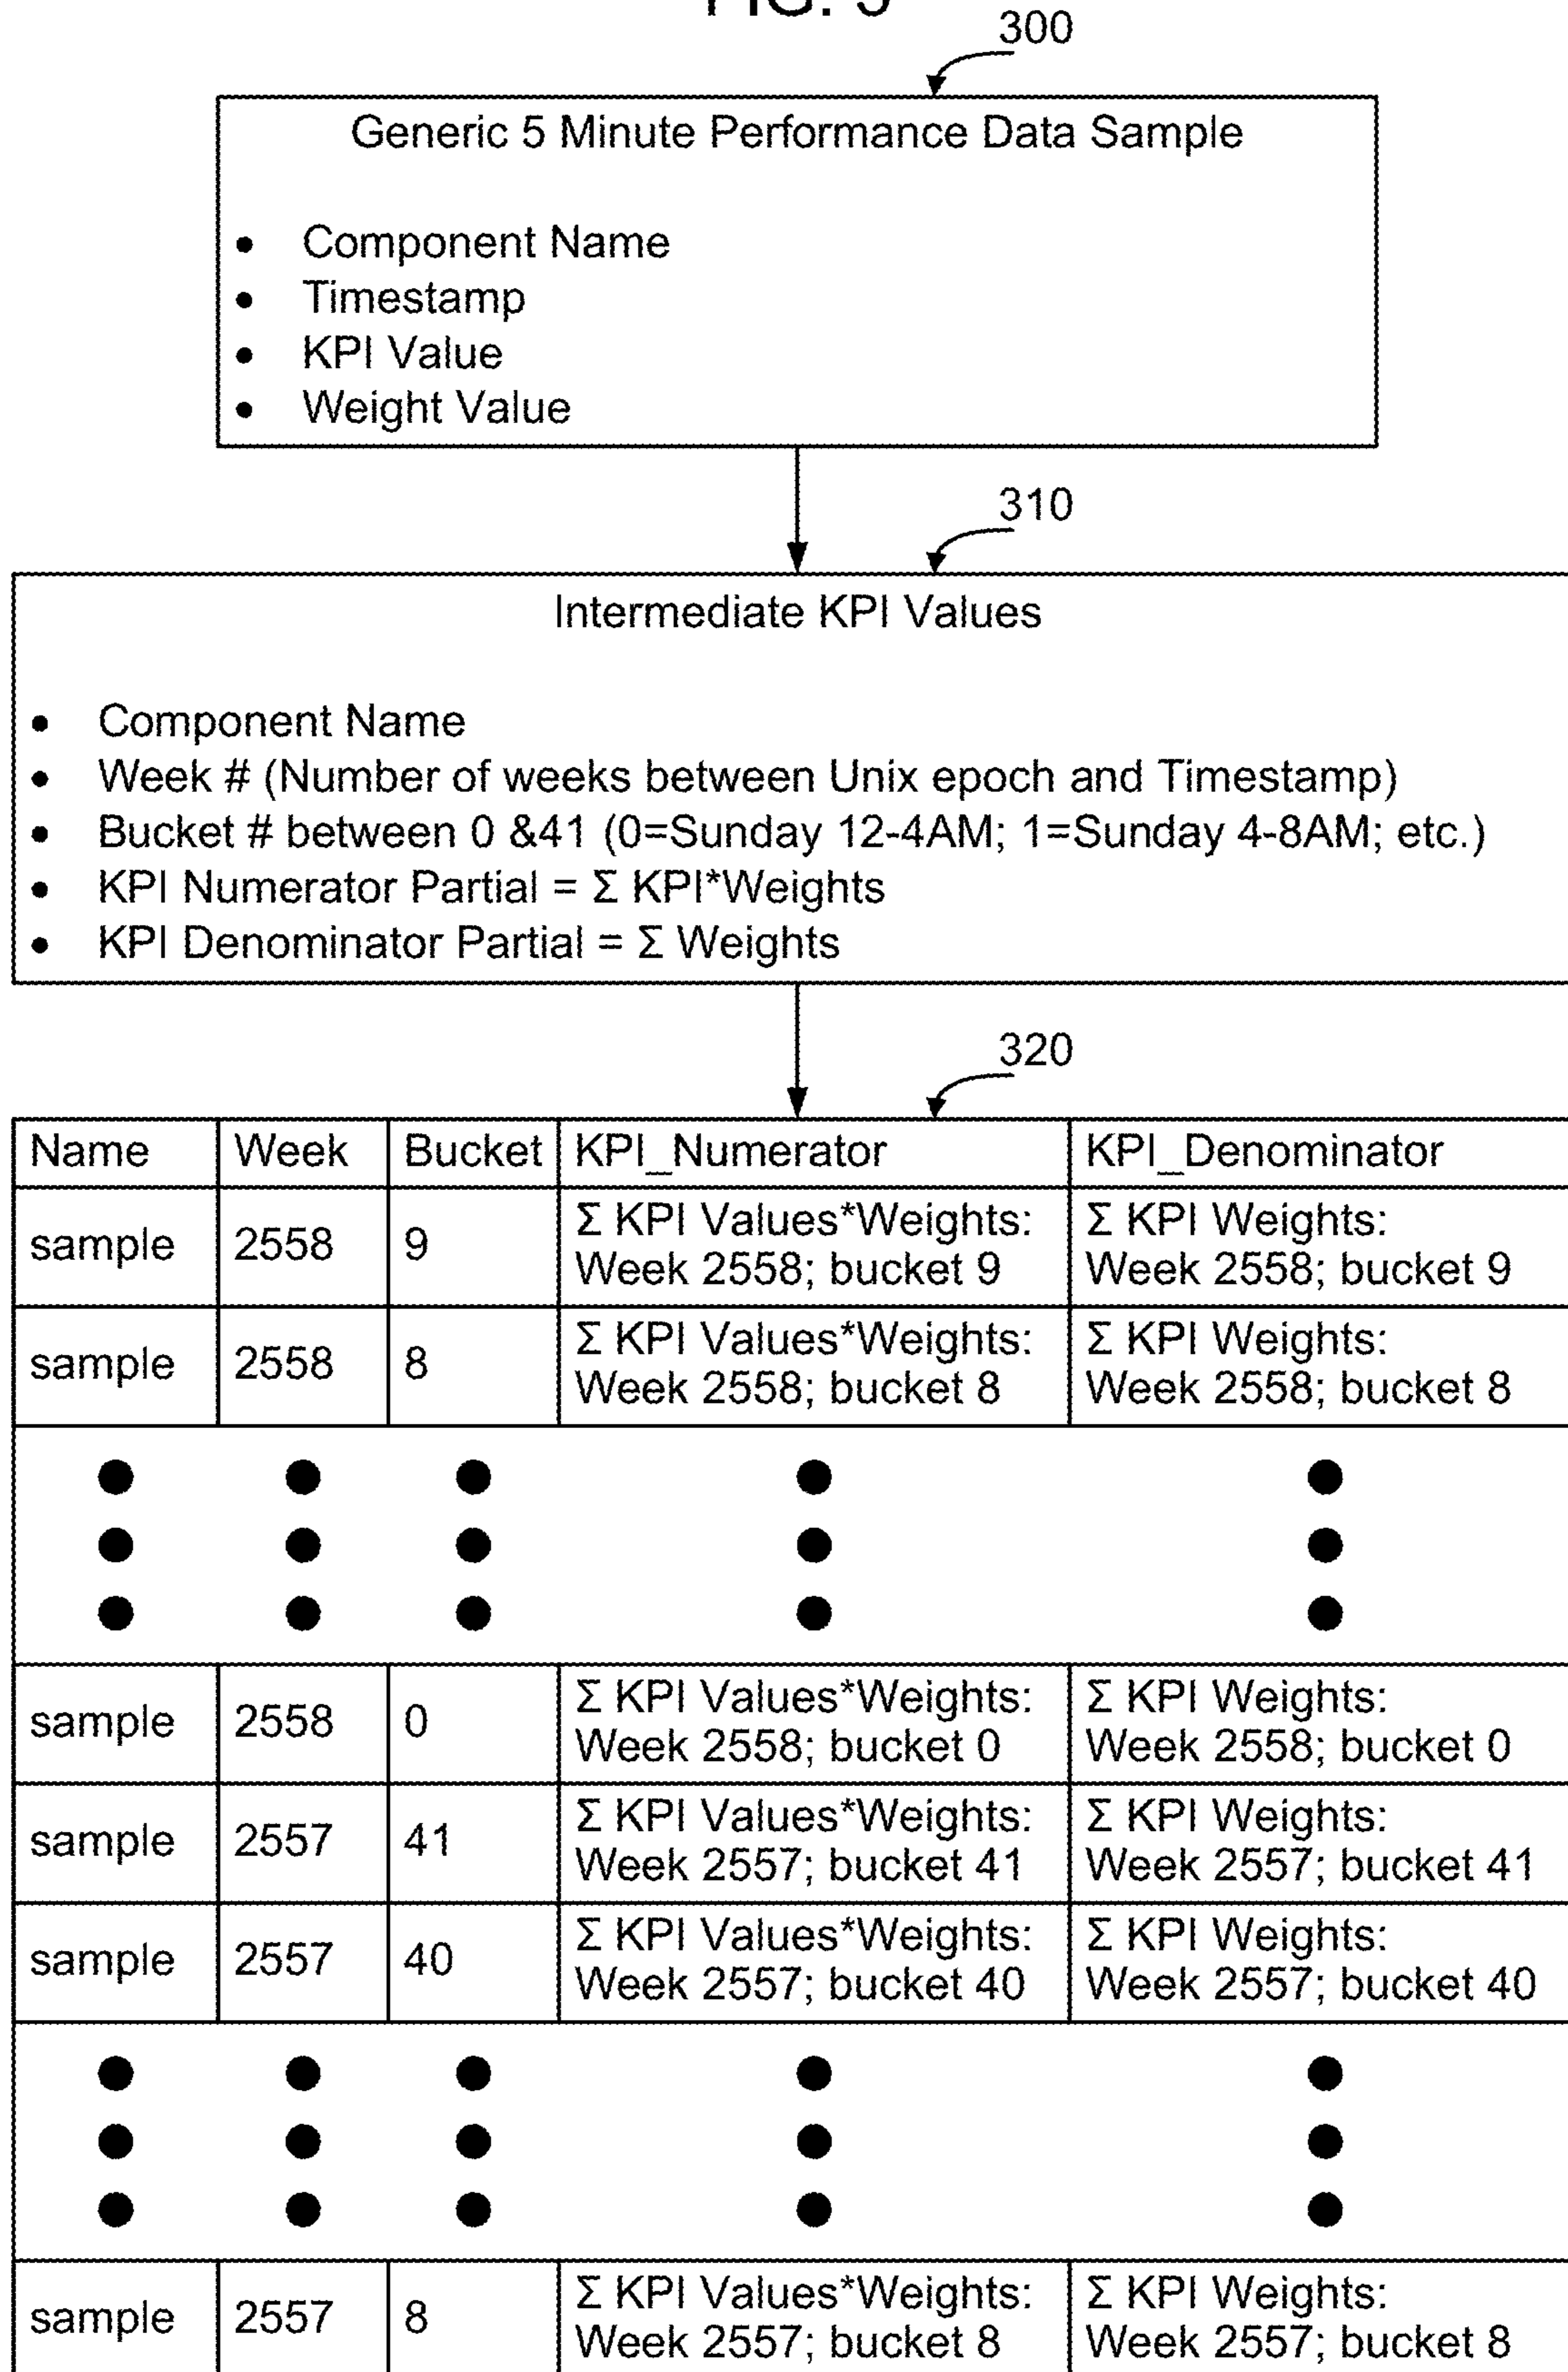 FIG. 3
300
Generic 5 Minute Performance Data Sample
• Component Name
• Timestamp
• KPI Value
• Weight Value
310
Intermediate KPI Values
• Component Name
• Week # (Number of weeks between Unix epoch and Timestamp)
• Bucket # between 0 &41 (0=Sunday 12-4AM; 1=Sunday 4-8AM; etc.)
• KPI Numerator Partial = Σ KPI*Weights
• KPI Denominator Partial = Σ Weights
320
Name Week Bucket KPI_Numerator KPI_Denominator
sample 2558 9 Σ KPI Values*Weights: Σ KPI Weights:
Week 2558; bucket 9 Week 2558; bucket 9
sample 2558 8 Σ KPI Values*Weights: Σ KPI Weights:
Week 2558; bucket 8 Week 2558; bucket 8
sample 2558 0 Σ KPI Values*Weights: Σ KPI Weights:
Week 2558; bucket 0 Week 2558; bucket 0
sample 2557 41 Σ KPI Values*Weights: Σ KPI Weights:
Week 2557; bucket 41 Week 2557; bucket 41
sample 2557 40 Σ KPI Values*Weights: Σ KPI Weights:
Week 2557; bucket 40 Week 2557; bucket 40
sample 2557 8 Σ KPI Values*Weights: Σ KPI Weights:
Week 2557; bucket 8 Week 2557; bucket 8